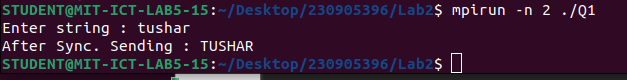 STUDENT@MIT-ICT-LAB5-15:~/Desktop/230905396/Lab2$ mpirun -n 2 ./Q1
Enter string : tushar
After Sync. Sending : TUSHAR
STUDENT@MIT-ICT-LAB5-15:~/Desktop/230905396/Lab2$